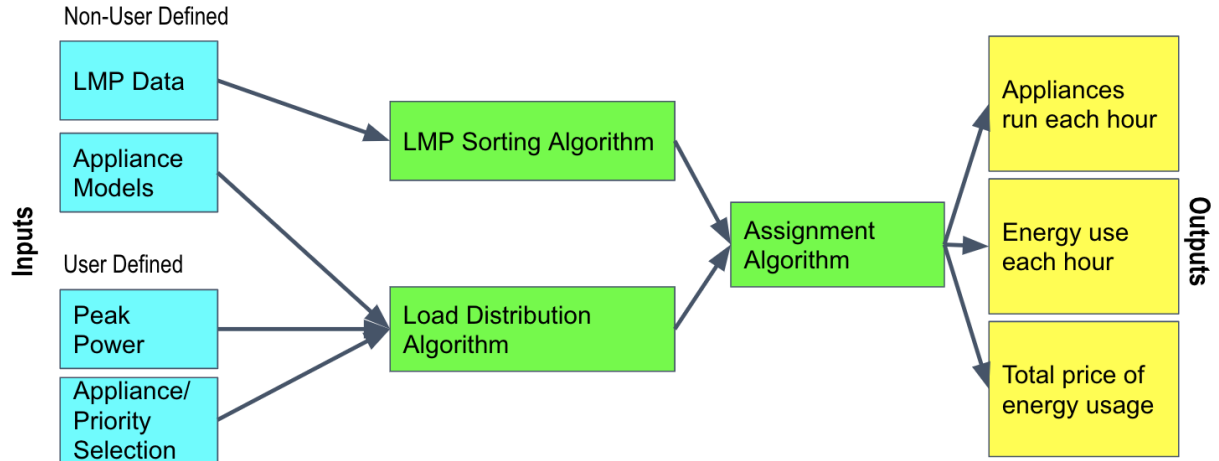 Non-User Defined
LMP Data
Appliance
Models
Inputs
User Defined
Peak
Power
Appliance/
Priority
Selection
LMP Sorting Algorithm
Load Distribution
Algorithm
Assignment
Algorithm
Appliances
run each hour
Energy use
each hour
Total price of
energy usage
Outputs